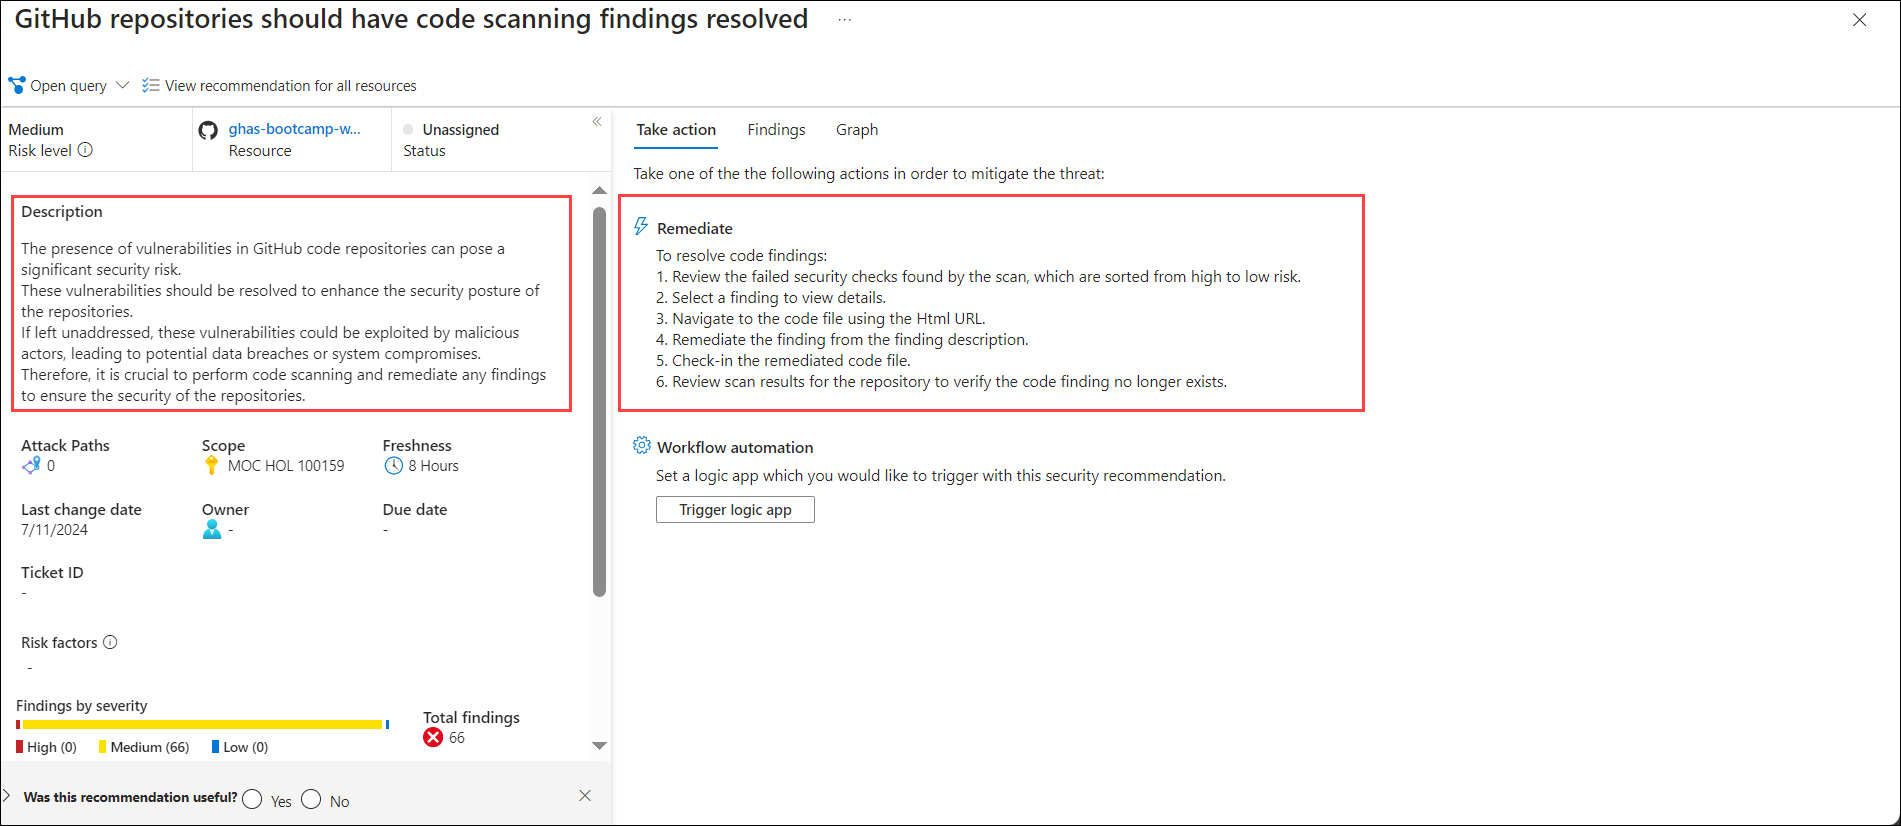 GitHub repositories should have code scanning findings resolved
Open query
View recommendation for all resources
Medium
Risk level
ghas-bootcamp-w...
Resource
Unassigned
Status
Description
The presence of vulnerabilities in GitHub code repositories can pose a
significant security risk.
These vulnerabilities should be resolved to enhance the security posture of
the repositories.
If left unaddressed, these vulnerabilities could be exploited by malicious
actors, leading to potential data breaches or system compromises.
Therefore, it is crucial to perform code scanning and remediate any findings
to ensure the security of the repositories.
Attack Paths
0
Scope
MOC HOL 100159
Freshness
8 Hours
Last change date
7/11/2024
Owner
-
Due date
-
Ticket ID
-
Risk factors
-
Findings by severity
High (0) Medium (66) Low (0)
Total findings
66
Was this recommendation useful? Yes No
Take action Findings Graph
Take one of the the following actions in order to mitigate the threat:
Remediate
To resolve code findings:
1. Review the failed security checks found by the scan, which are sorted from high to low risk.
2. Select a finding to view details.
3. Navigate to the code file using the Html URL.
4. Remediate the finding from the finding description.
5. Check-in the remediated code file.
6. Review scan results for the repository to verify the code finding no longer exists.
Workflow automation
Set a logic app which you would like to trigger with this security recommendation.
Trigger logic app